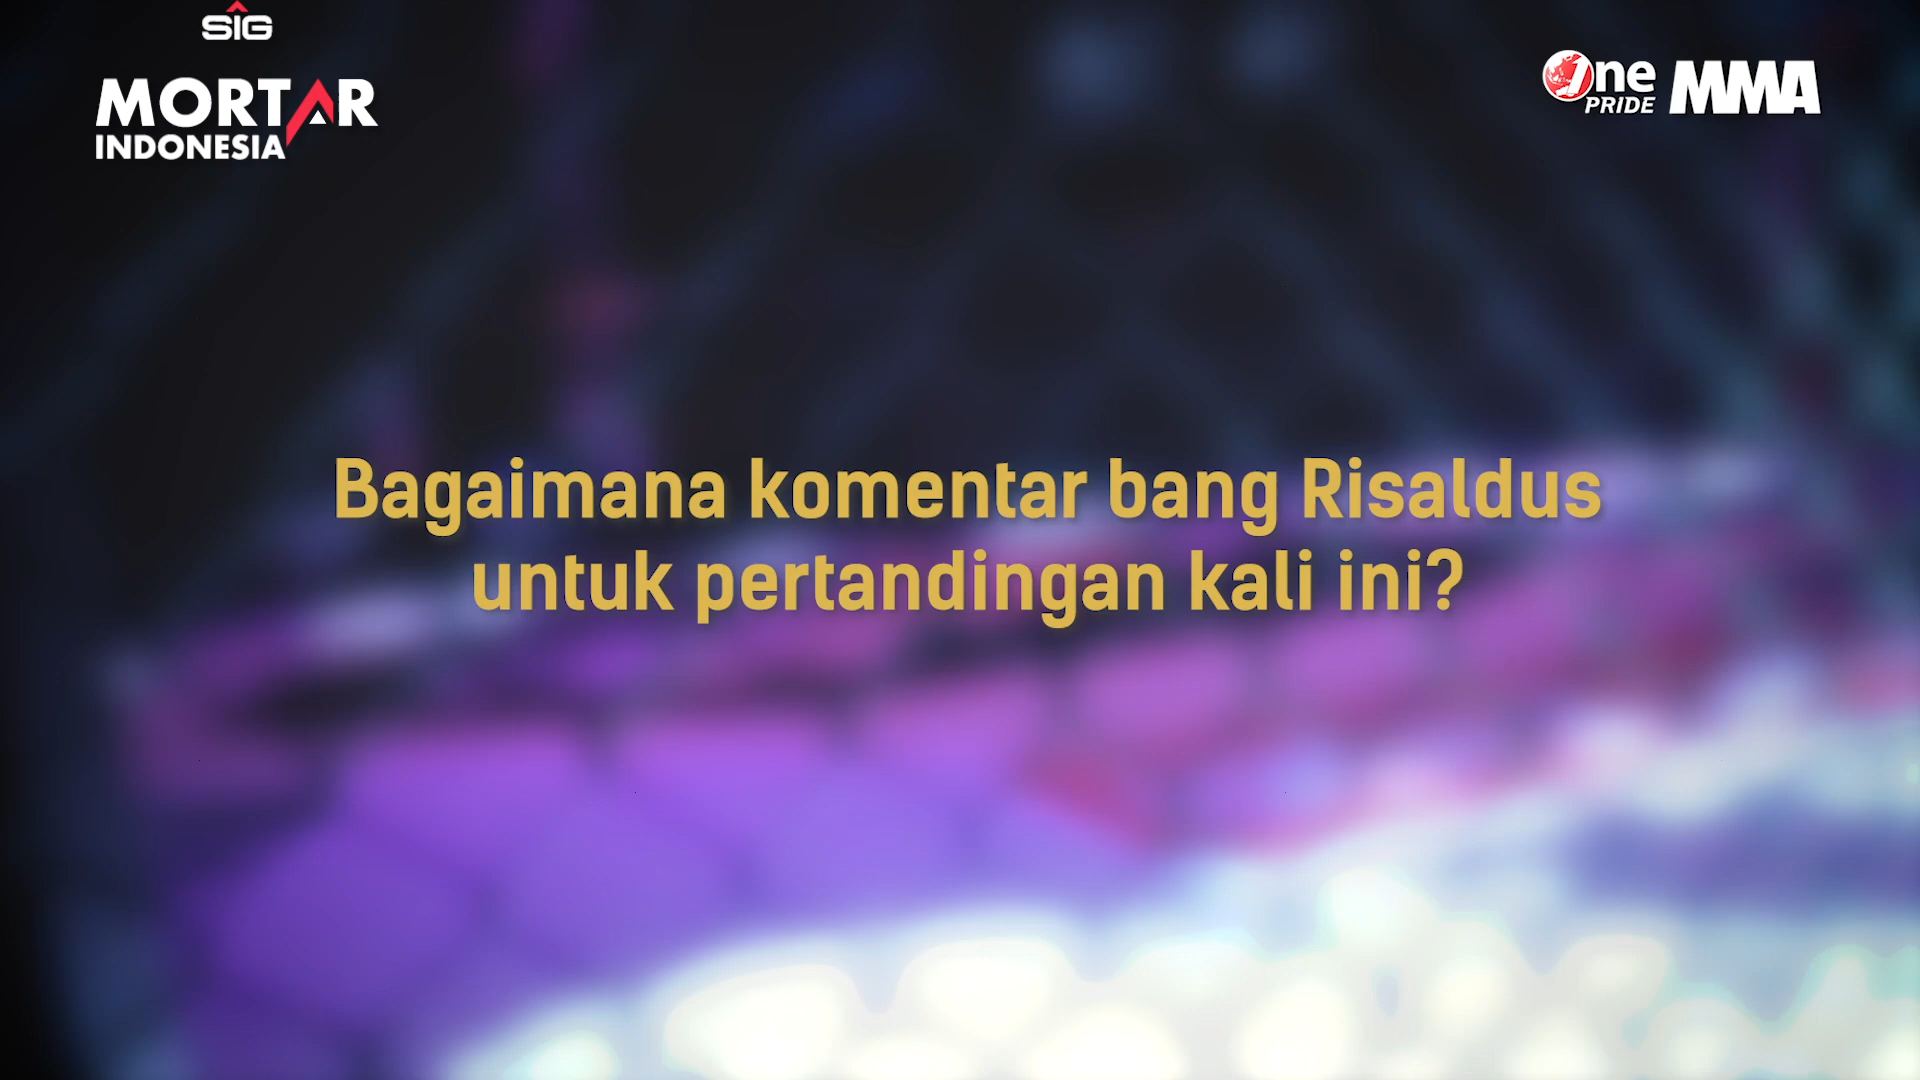 SIG
MORTAR
INDONESIA
One
PRIDE
MMA
Bagaimana komentar bang Risaldus
untuk pertandingan kali ini?